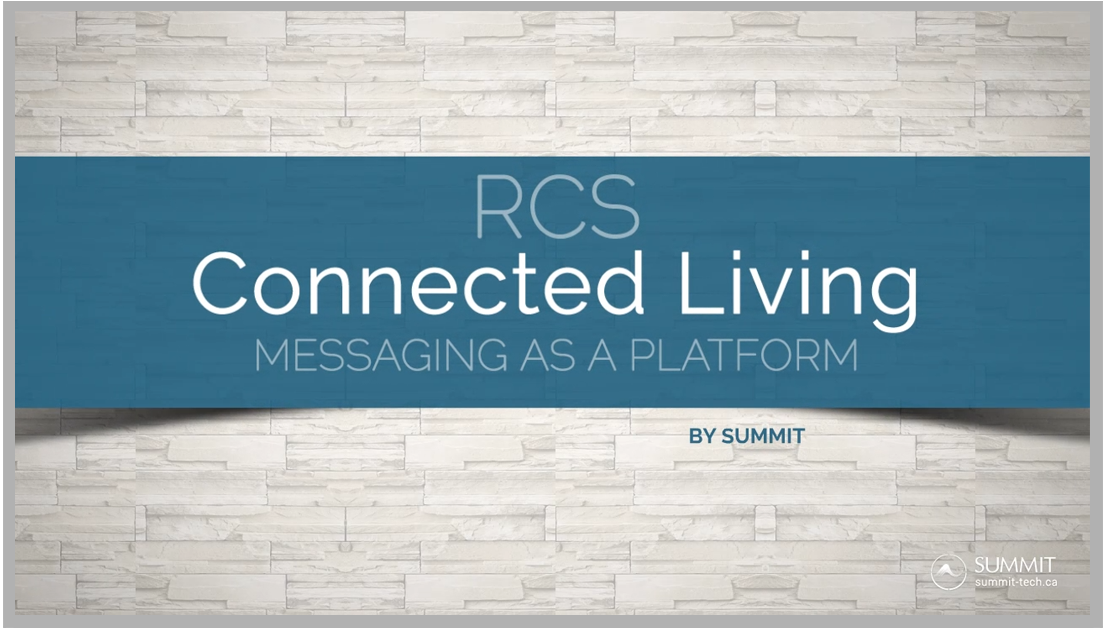 RCS
Connected Living
MESSAGING AS A PLATFORM
BY SUMMIT
SUMMIT
summit-tech.ca